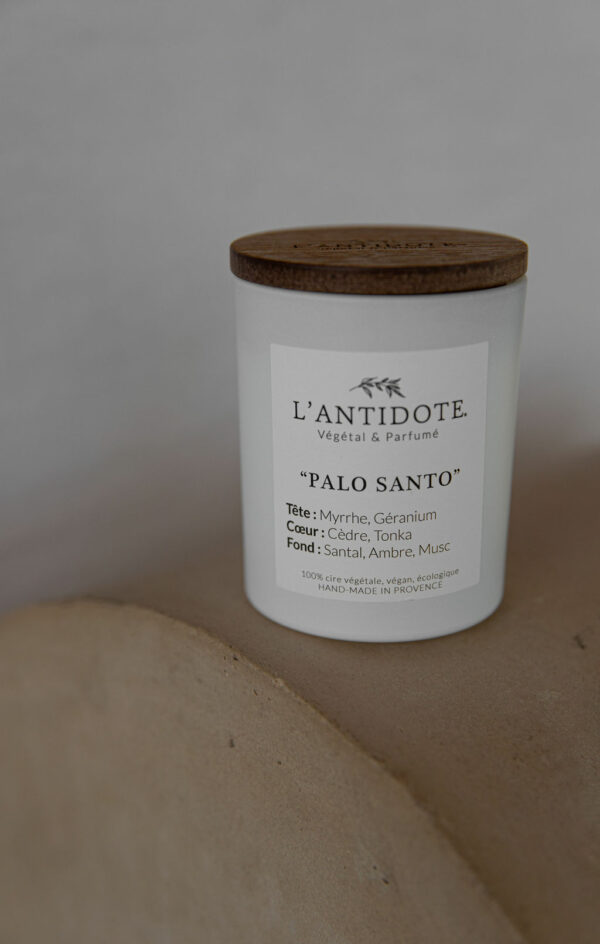 L'ANTIDOTE
L'ANTIDOTE.
Végétal & Parfumé
“PALO SANTO”
Tête : Myrrhe, Géranium
Cœur : Cèdre, Tonka
Fond : Santal, Ambre, Musc
100% cire végétale, végan, écologique
HAND-MADE IN PROVENCE